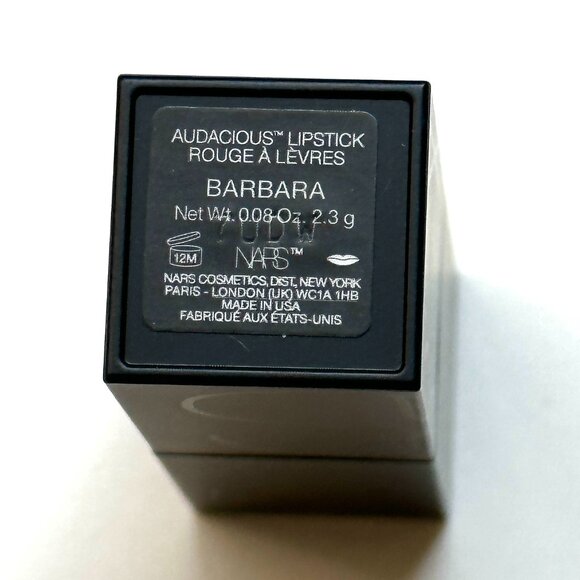 AUDACIOUS™ LIPSTICK
ROUGE À LÈVRES
BARBARA
Net Wt. 0.08 Oz. 2.3 g
12M
NARS™
NARS COSMETICS, DIST, NEW YORK
PARIS - LONDON (UK) WC1A 1HB
MADE IN USA
FABRIQUÉ AUX ÉTATS-UNIS